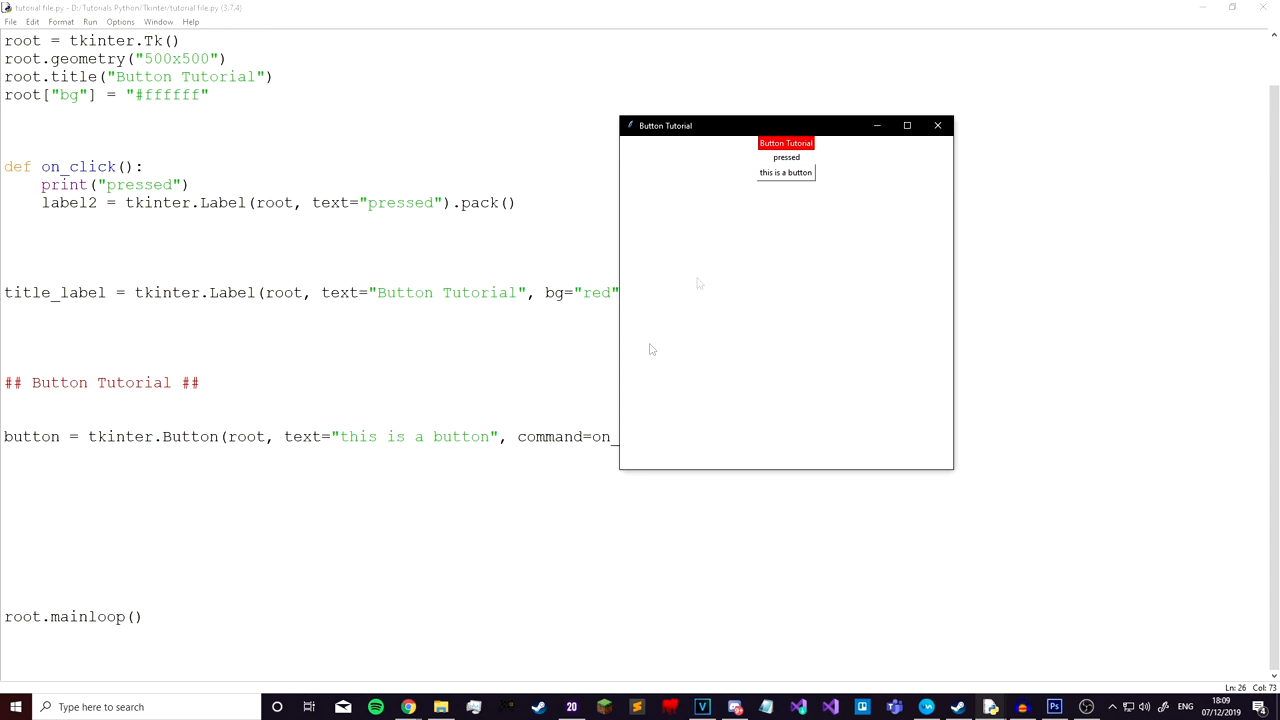 tutorial file.py - D:/Tutorials Python/Tkinter/tutorial file.py (3.7.4)
File Edit Format Run Options Window Help
root = tkinter.Tk()
root.geometry("500x500")
root.title("Button Tutorial")
root["bg"] = "#ffffff"
def on_click():
    print("pressed")
    label2 = tkinter.Label(root, text="pressed").pack()
title_label = tkinter.Label(root, text="Button Tutorial", bg="red"
## Button Tutorial ##
button = tkinter.Button(root, text="this is a button", command=on_
root.mainloop()
Button Tutorial
Button Tutorial
pressed
this is a button
Ln: 26 Col: 73
Type here to search
20
V
Ps
ENG
18:09
07/12/2019